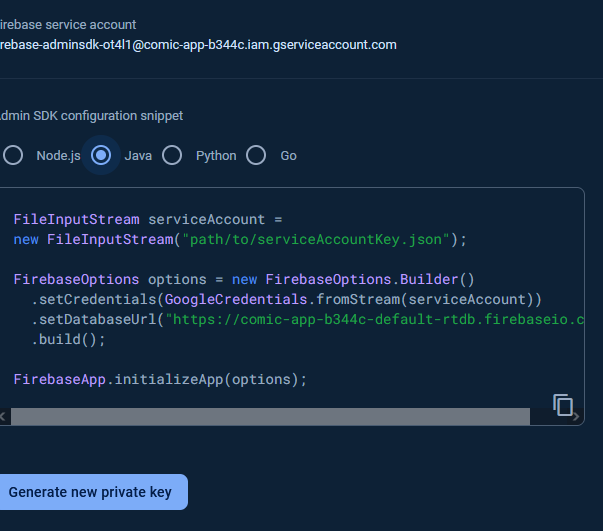 irebase service account
rebase-adminsdk-ot4l1@comic-app-b344c.iam.gserviceaccount.com
dmin SDK configuration snippet
Node.js Java Python Go
FileInputStream serviceAccount =
new FileInputStream("path/to/serviceAccountKey.json");
FirebaseOptions options = new FirebaseOptions.Builder()
.setCredentials(GoogleCredentials.fromStream(serviceAccount))
.setDatabaseUrl("https://comic-app-b344c-default-rtdb.firebaseio.c
.build();
FirebaseApp.initializeApp(options);
Generate new private key